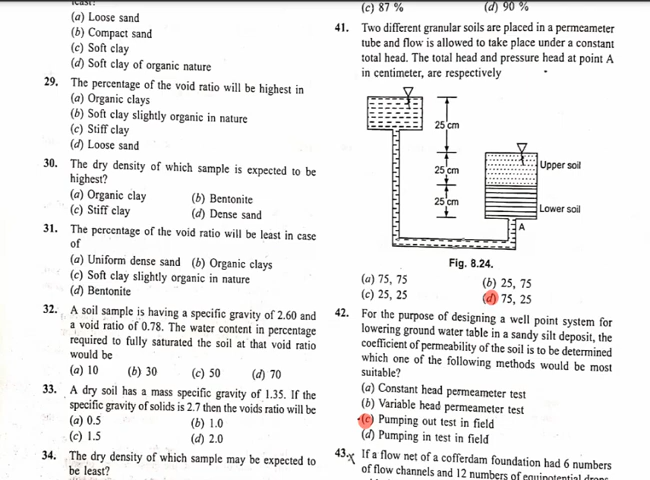 least?
(a) Loose sand
(b) Compact sand
(c) Soft clay
(d) Soft clay of organic nature
29. The percentage of the void ratio will be highest in
(a) Organic clays
(b) Soft clay slightly organic in nature
(c) Stiff clay
(d) Loose sand
30. The dry density of which sample is expected to be
highest?
(a) Organic clay (b) Bentonite
(c) Stiff clay (d) Dense sand
31. The percentage of void ratio will be least in case
of
(a) Uniform dense sand (b) Organic clays
(c) Soft clay slightly organic in nature
(d) Bentonite
32. A soil sample is having a specific gravity of 2.60 and
a void ratio of 0.78. The water content in percentage
required to fully saturated the soil at that void ratio
would be
(a) 10 (b) 30 (c) 50 (d) 70
33. A dry soil has a mass specific gravity of 1.35. If the
specific gravity of solids is 2.7 then the voids ratio will be
(a) 0.5 (b) 1.0
(c) 1.5 (d) 2.0
34. The dry density of which sample may be expected to
be least?
(c) 87 % (d) 90 %
41. Two different granular soils are placed in a permeameter
tube and flow is allowed to take place under a constant
total head. The total head and pressure head at point A
in centimeter, are respectively
25 cm
25 cm
Upper soil
25 cm
Lower soil
A
Fig. 8.24.
(a) 75, 75 (b) 25, 75
(c) 25, 25 (d) 75, 25
42. For the purpose of designing a well point system for
lowering ground water table in a sandy silt deposit, the
coefficient of permeability of the soil is to be determined
which one of the following methods would be most
suitable?
(a) Constant head permeameter test
(b) Variable head permeameter test
(c) Pumping out test in field
(d) Pumping in test in field
43. If a flow net of a cofferdam foundation had 6 numbers
of flow channels and 12 numbers of equipotential drops